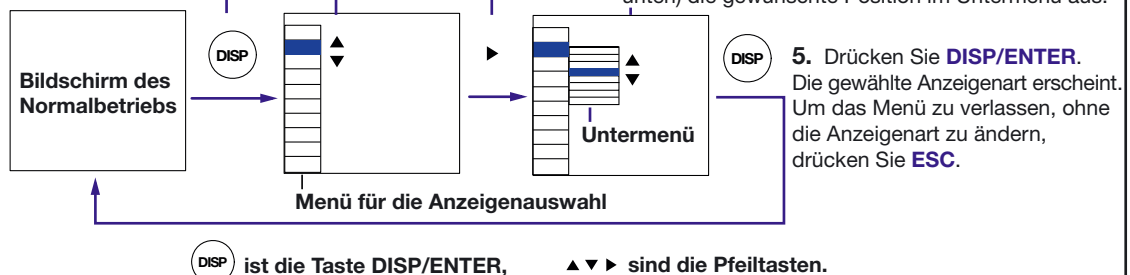 unten) die gewünschte Position im Untermenü aus.
DISP
DISP
5. Drücken Sie DISP/ENTER.
Die gewählte Anzeigenart erscheint.
Um das Menü zu verlassen, ohne
die Anzeigenart zu ändern,
drücken Sie ESC.
Bildschirm des
Normalbetriebs
Untermenü
Menü für die Anzeigenauswahl
DISP ist die Taste DISP/ENTER, ▲ ▼ ▶ sind die Pfeiltasten.